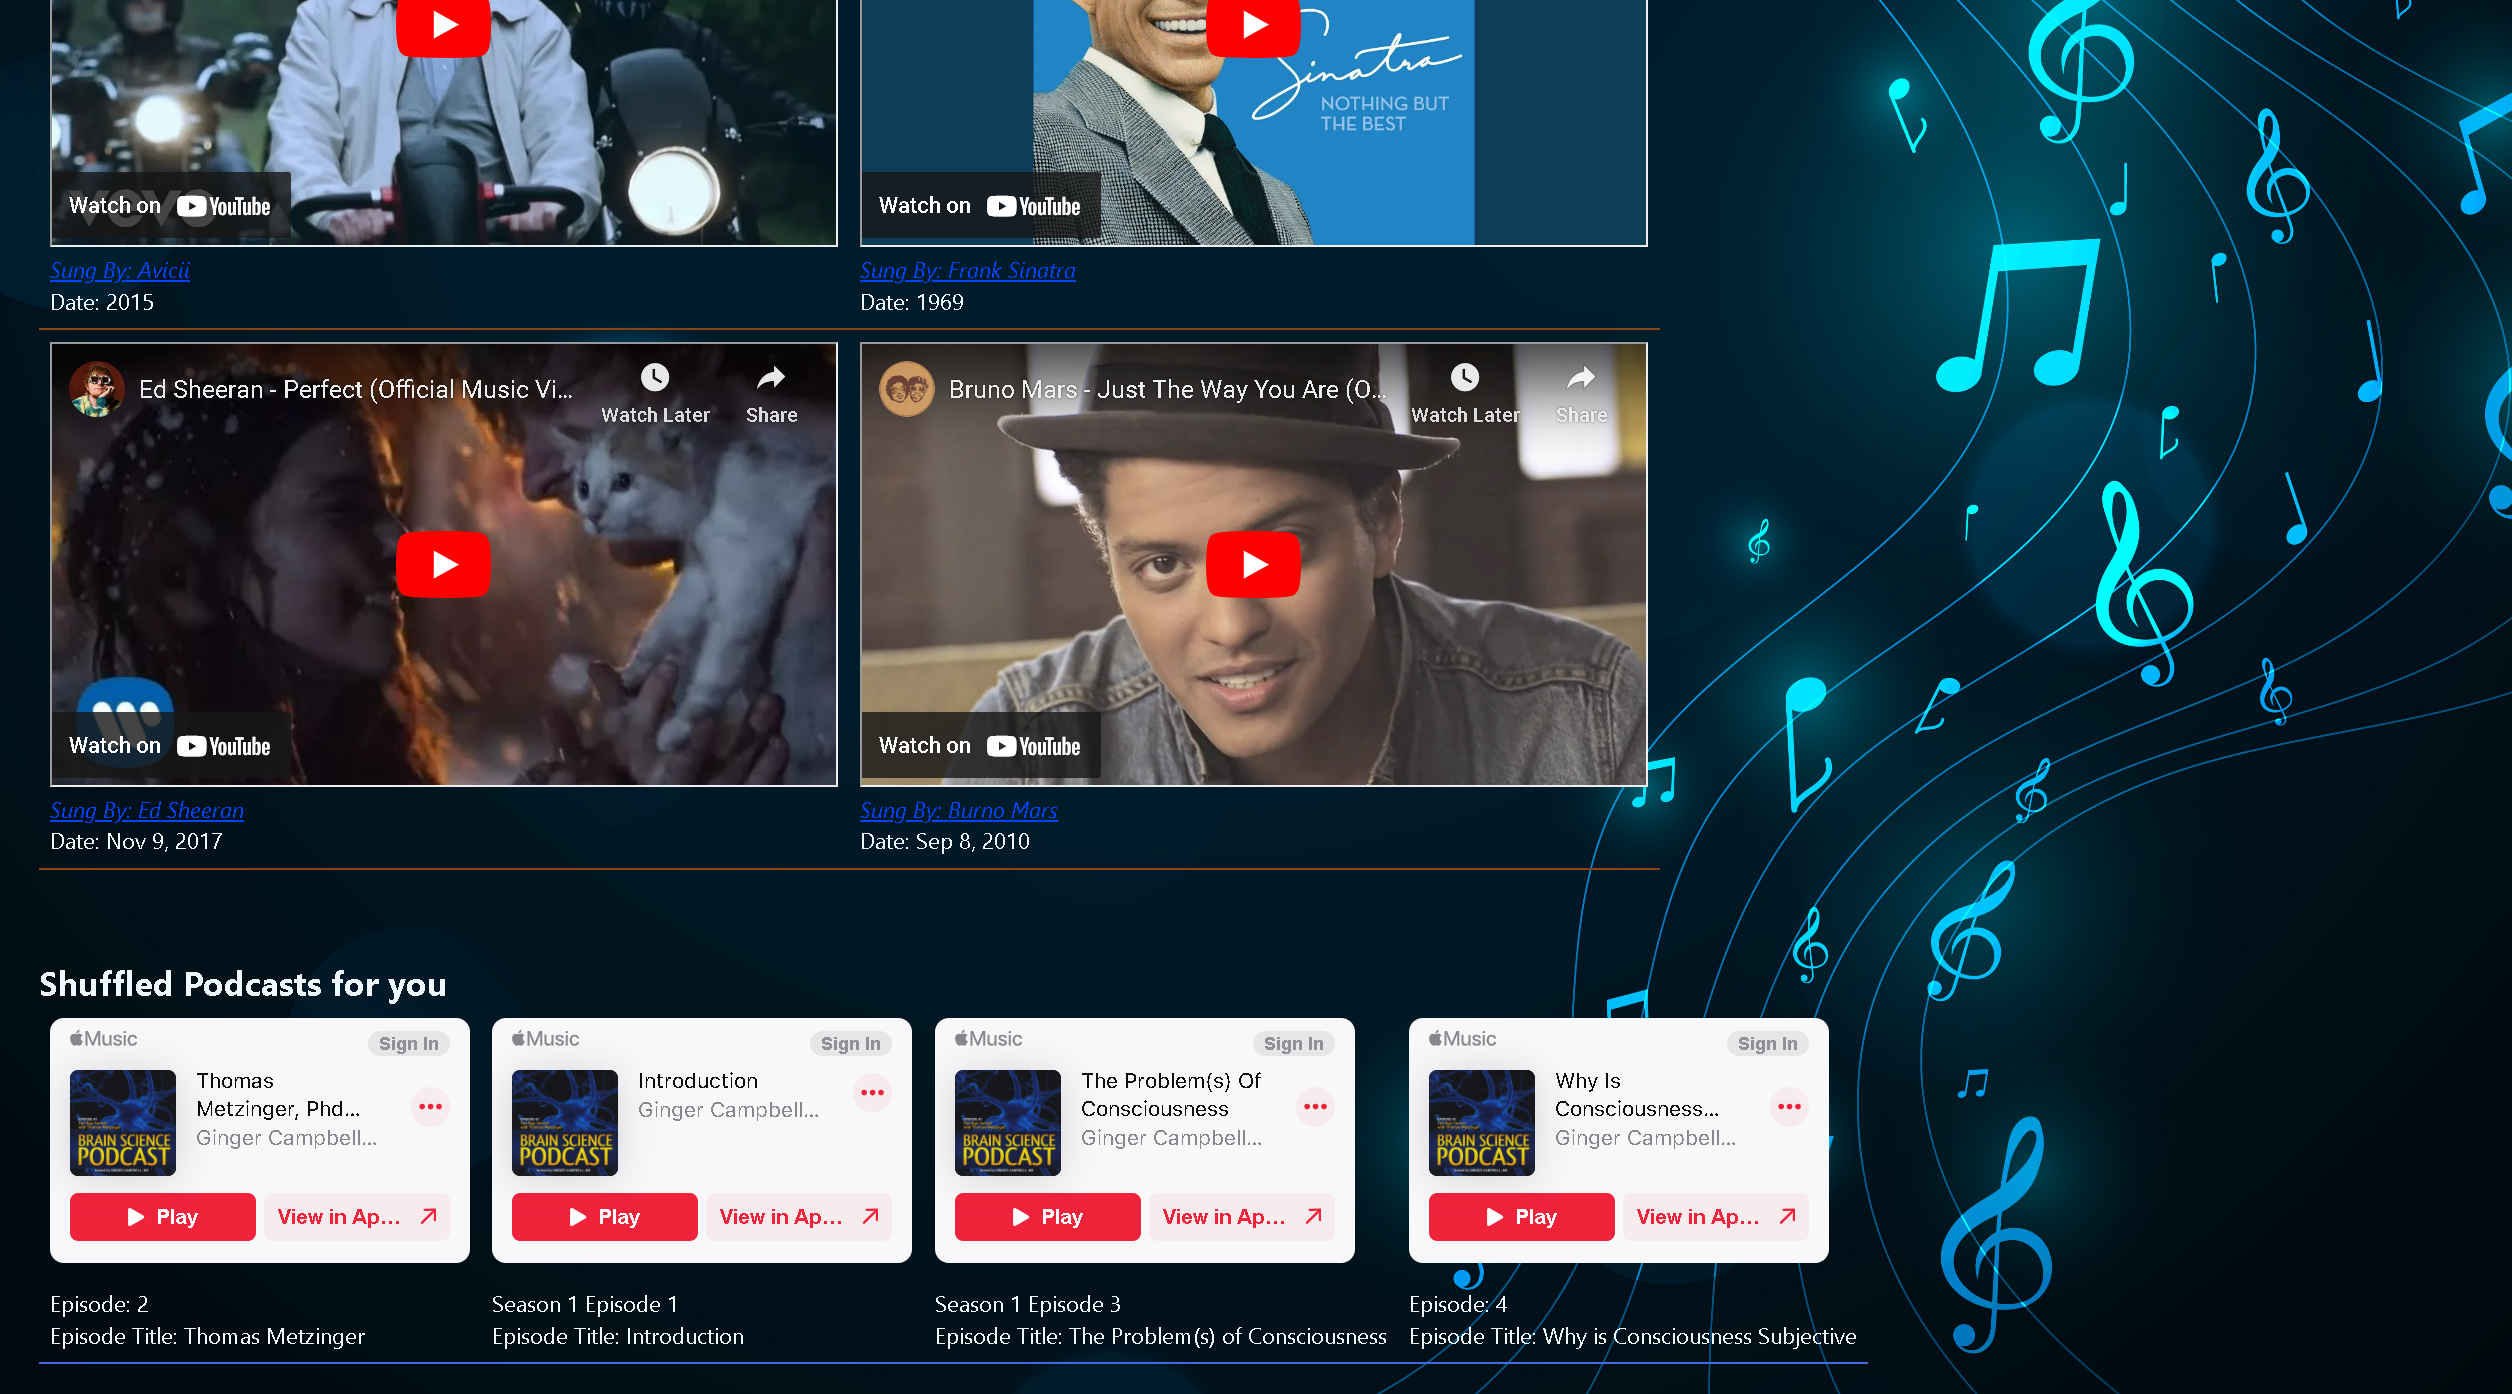 Sinatra
NOTHING BUT
THE BEST
vevo
Watch on YouTube
Watch on YouTube
Sung By: Avicii
Sung By: Frank Sinatra
Date: 2015
Date: 1969
Ed Sheeran - Perfect (Official Music Vi...
Watch Later
Share
Bruno Mars - Just The Way You Are (O...
Watch Later
Share
Watch on YouTube
Watch on YouTube
Sung By: Ed Sheeran
Sung By: Burno Mars
Date: Nov 9, 2017
Date: Sep 8, 2010
Shuffled Podcasts for you
Music
Sign In
Thomas
Metzinger, Phd...
Ginger Campbell...
BRAIN SCIENCE
PODCAST
Play
View in Ap...
Music
Sign In
Introduction
Ginger Campbell...
BRAIN SCIENCE
PODCAST
Play
View in Ap...
Music
Sign In
The Problem(s) Of
Consciousness
Ginger Campbell...
BRAIN SCIENCE
PODCAST
Play
View in Ap...
Music
Sign In
Why Is
Consciousness...
Ginger Campbell...
BRAIN SCIENCE
PODCAST
Play
View in Ap...
Episode: 2
Episode Title: Thomas Metzinger
Season 1 Episode 1
Episode Title: Introduction
Season 1 Episode 3
Episode Title: The Problem(s) of Consciousness
Episode: 4
Episode Title: Why is Consciousness Subjective